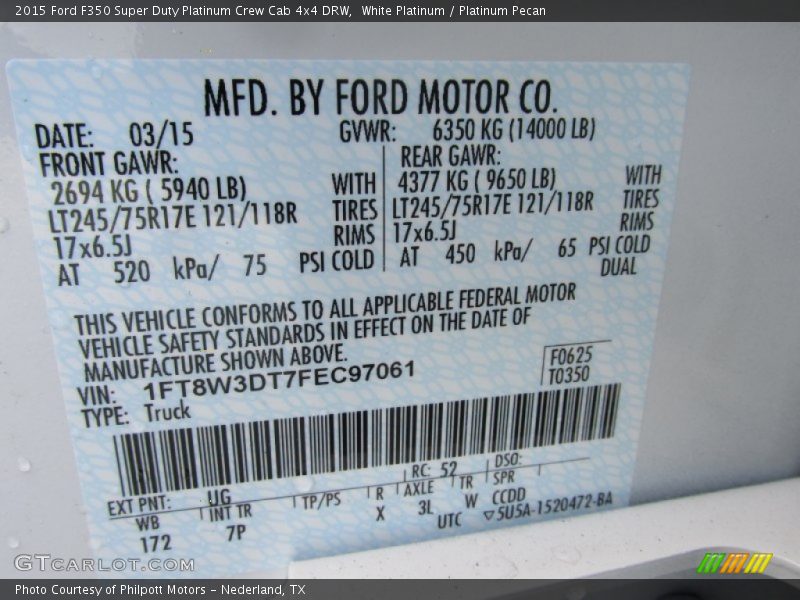 2015 Ford F350 Super Duty Platinum Crew Cab 4x4 DRW,  White Platinum / Platinum Pecan
MFD. BY FORD MOTOR CO.
DATE: 03/15 GVWR: 6350 KG (14000 LB)
FRONT GAWR: REAR GAWR:
2694 KG ( 5940 LB) WITH 4377 KG ( 9650 LB) WITH
LT245/75R17E 121/118R TIRES LT245/75R17E 121/118R TIRES
17x6.5J RIMS 17x6.5J RIMS
AT 520 kPa/ 75 PSI COLD AT 450 kPa/ 65 PSI COLD
DUAL
THIS VEHICLE CONFORMS TO ALL APPLICABLE FEDERAL MOTOR
VEHICLE SAFETY STANDARDS IN EFFECT ON THE DATE OF
MANUFACTURE SHOWN ABOVE.
F0625
VIN: 1FT8W3DT7FEC97061
T0350
TYPE: Truck
RC: 52 DSO:
EXT PNT: UG
WB INT TR TP/PS R AXLE TR SPR
172 7P X 3L W CCDD
UTC ▽5U5A-1520472-BA
GTCarLot.com
Photo Courtesy of Philpott Motors – Nederland, TX